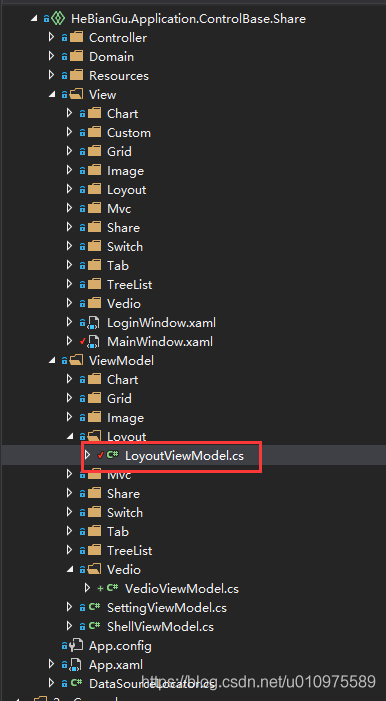 HeBianGu.Application.ControlBase.Share
Controller
Domain
Resources
View
Chart
Custom
Grid
Image
Loyout
Mvc
Share
Switch
Tab
TreeList
Vedio
LoginWindow.xaml
MainWindow.xaml
ViewModel
Chart
Grid
Image
Loyout
C# LoyoutViewModel.cs
Mvc
Share
Switch
Tab
TreeList
Vedio
+ C# VedioViewModel.cs
C# SettingViewModel.cs
C# ShellViewModel.cs
App.config
App.xaml
C# DataSourceLocator.cs
https://blog.csdn.net/u010975589